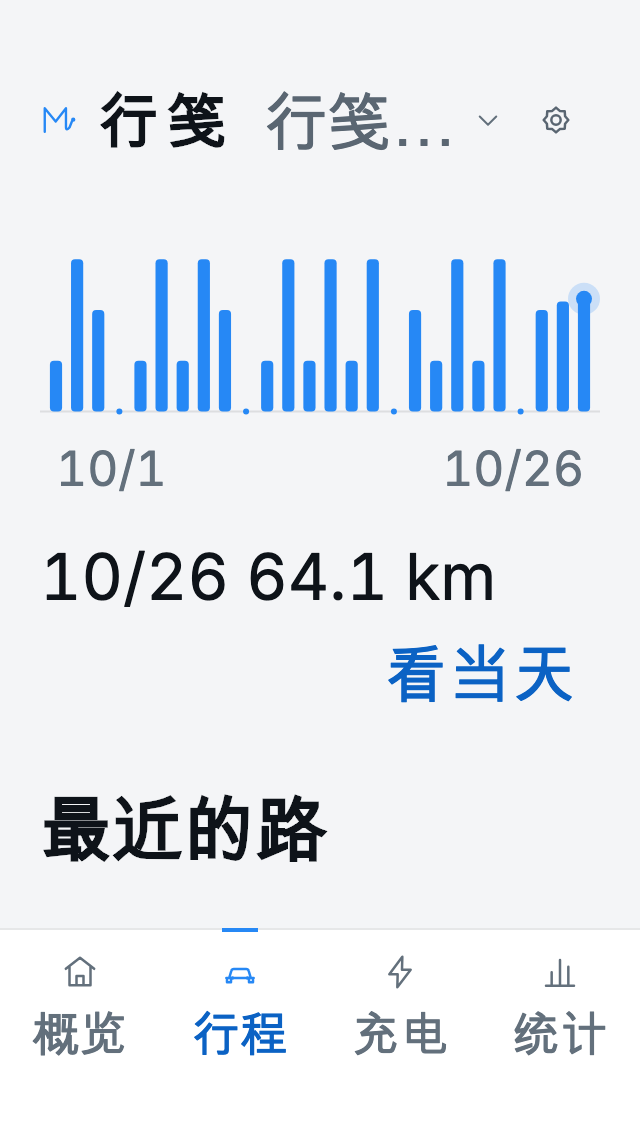 行笺 行笺...
10/1 10/26
10/26 64.1 km
看当天
最近的路
概览 行程 充电 统计